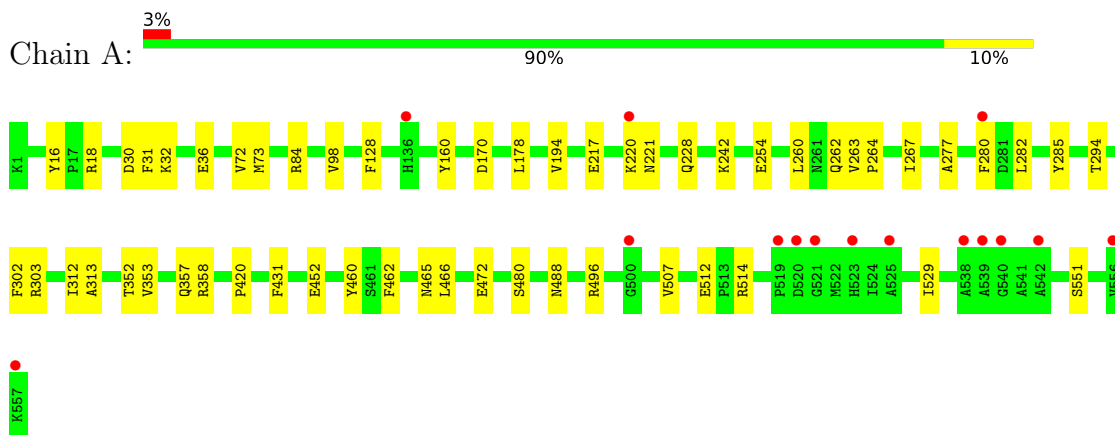 3%
Chain A:
90% 10%
K1 Y16 P17 R18 D30 F31 K32 E36 V72 M73 R84 V98 F128 H136 Y160 D170 L178 V194 E217 K220 N221 Q228 K242 E254 L260 N261 Q262 V263 P264 I267 A277 F280 D281 L282 Y285 T294
F302 R303 I312 A313 T352 V353 Q357 R358 P420 F431 E452 Y460 S461 F462 N465 L466 E472 S480 N488 R496 G500 V507 E512 P513 R514 P519 D520 G521 M522 H523 I524 A525 I529 A538 A539 G540 A541 A542 S551 V556
K557